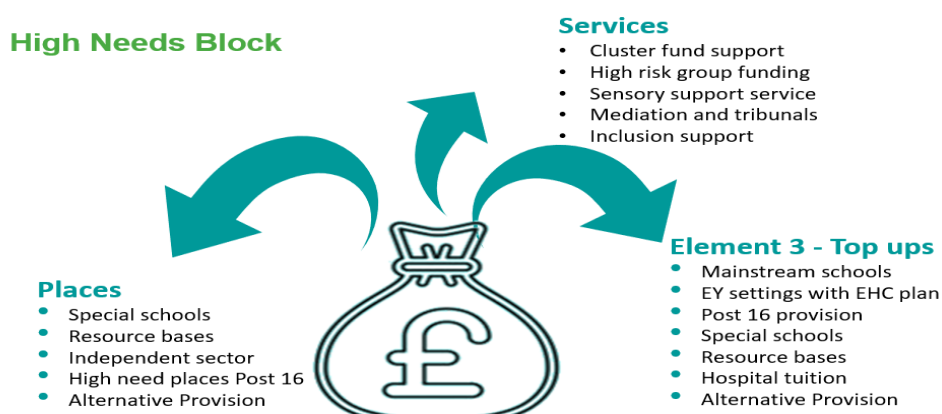 High Needs Block
Services
• Cluster fund support
• High risk group funding
• Sensory support service
• Mediation and tribunals
• Inclusion support
Places
• Special schools
• Resource bases
• Independent sector
• High need places Post 16
• Alternative Provision
£
Element 3 - Top ups
• Mainstream schools
• EY settings with EHC plan
• Post 16 provision
• Special schools
• Resource bases
• Hospital tuition
• Alternative Provision